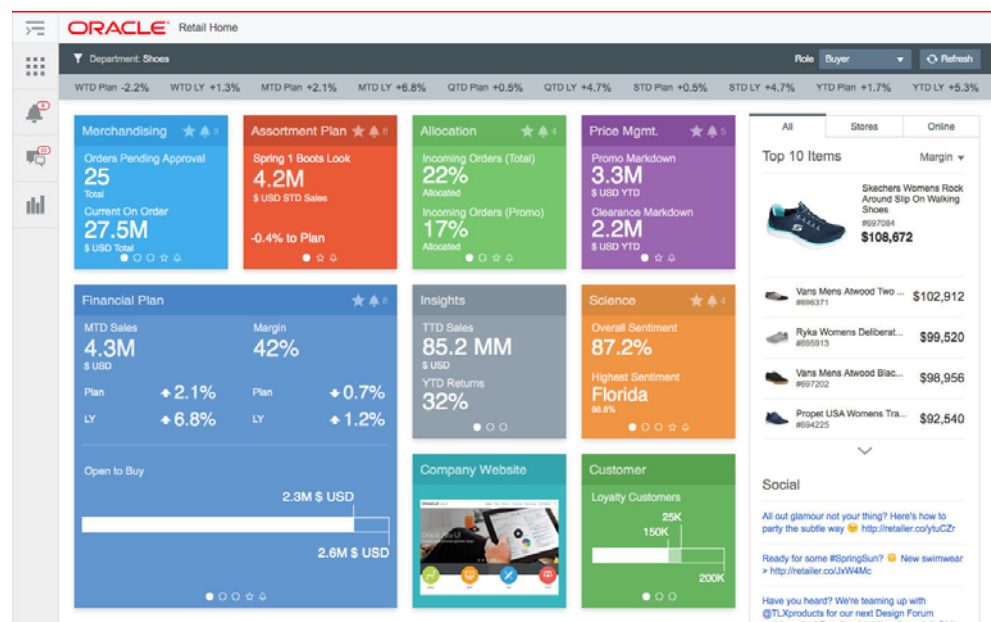 ORACLE Retail Home
Department: Shoes
Role Buyer
Refresh
WTD Plan -2.2% WTD LY +1.3% MTD Plan +2.1% MTD LY +6.8% QTD Plan +0.5% QTD LY +4.7% STD Plan +0.5% STD LY +4.7% YTD Plan +1.7% YTD LY +5.3%
Merchandising 9
Orders Pending Approval
25
Total
Current On Order
27.5M
$ USD Total
Assortment Plan 8
Spring 1 Boots Look
4.2M
$ USD STD Sales
-0.4% to Plan
Allocation 4
Incoming Orders (Total)
22%
Allocated
Incoming Orders (Promo)
17%
Allocated
Price Mgmt. 5
Promo Markdown
3.3M
$ USD YTD
Clearance Markdown
2.2M
$ USD YTD
Financial Plan 8
MTD Sales
4.3M
$ USD
Plan 2.1%
LY 6.8%
Margin
42%
Plan 0.7%
LY 1.2%
Open to Buy
2.3M $ USD
2.6M $ USD
Insights
TTD Sales
85.2 MM
$ USD
YTD Returns
32%
Science 4
Overall Sentiment
87.2%
Highest Sentiment
Florida
98.8%
Company Website
ORACLE
Customer
Loyalty Customers
25K
150K
200K
All Stores Online
Top 10 Items Margin
Skechers Womens Rock
Around Slip On Walking
Shoes
#697084
$108,672
Vans Mens Atwood Two ...
#696371
$102,912
Ryka Womens Deliberat...
#695913
$99,520
Vans Mens Atwood Blac...
#697202
$98,956
Propet USA Womens Tra...
#694225
$92,540
Social
All out glamour not your thing? Here's how to
party the subtle way http://retailer.co/ytuCZr
Ready for some #SpringSun? New swimwear
> http://retailer.co/JxW4Mc
Have you heard? We're teaming up with
@TLXproducts for our next Design Forum